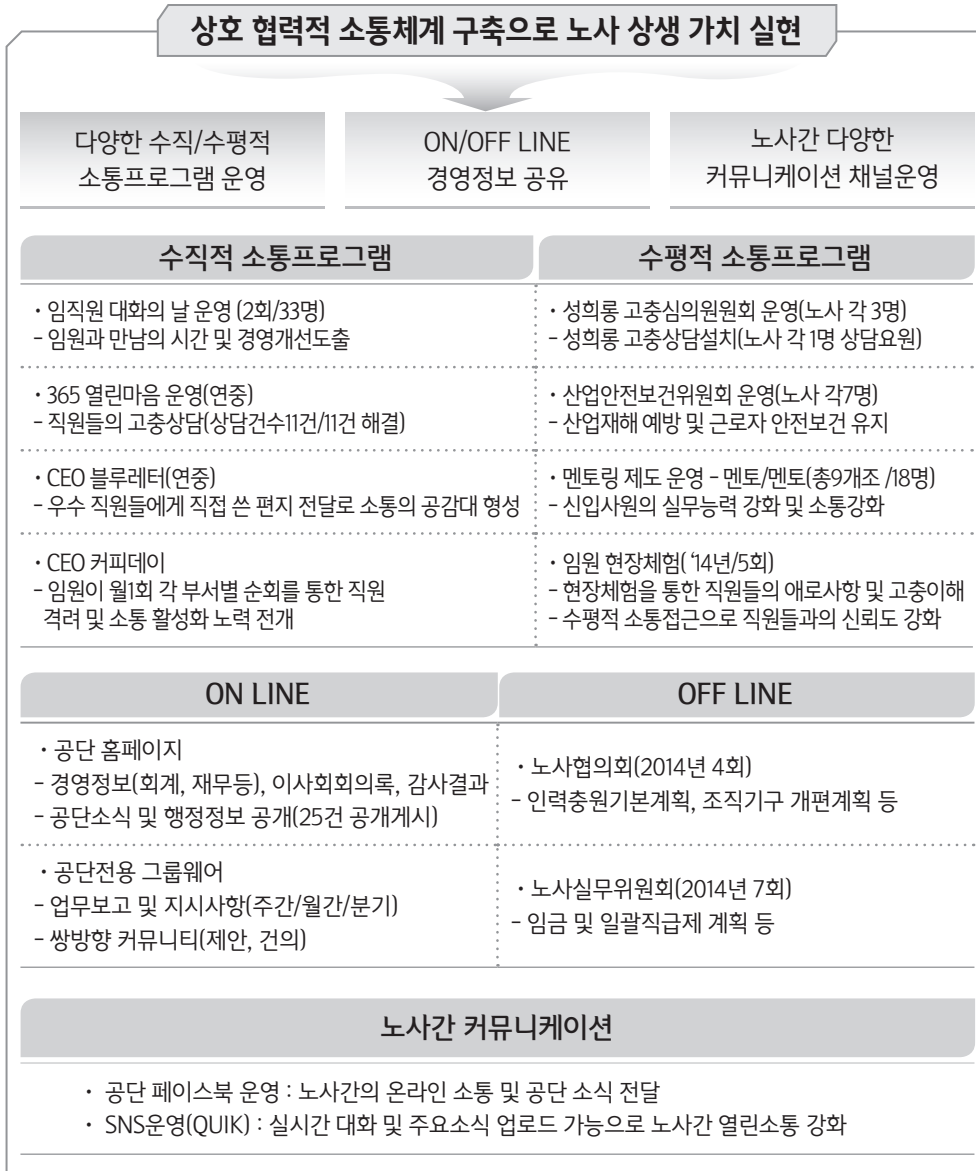 상호 협력적 소통체계 구축으로 노사 상생 가치 실현
다양한 수직/수평적
소통프로그램 운영
ON/OFF LINE
경영정보 공유
노사간 다양한
커뮤니케이션 채널운영
수직적 소통프로그램
· 임직원 대화의 날 운영 (2회/33명)
- 임원과 만남의 시간 및 경영개선도출
· 365 열린마음 운영(연중)
- 직원들의 고충상담(상담건수11건/11건 해결)
· CEO 블루레터(연중)
- 우수 직원들에게 직접 쓴 편지 전달로 소통의 공감대 형성
· CEO 커피데이
- 임원이 월1회 각 부서별 순회를 통한 직원
격려 및 소통 활성화 노력 전개
수평적 소통프로그램
· 성희롱 고충심의원원회 운영(노사 각 3명)
- 성희롱 고충상담설치(노사 각 1명 상담요원)
· 산업안전보건위원회 운영(노사 각7명)
- 산업재해 예방 및 근로자 안전보건 유지
· 멘토링 제도 운영 - 멘토/멘토(총9개조 /18명)
- 신입사원의 실무능력 강화 및 소통강화
· 임원 현장체험( ‘14년/5회)
- 현장체험을 통한 직원들의 애로사항 및 고충이해
- 수평적 소통접근으로 직원들과의 신뢰도 강화
ON LINE
· 공단 홈페이지
- 경영정보(회계, 재무등), 이사회회의록, 감사결과
- 공단소식 및 행정정보 공개(25건 공개게시)
· 공단전용 그룹웨어
- 업무보고 및 지시사항(주간/월간/분기)
- 쌍방향 커뮤니티(제안, 건의)
OFF LINE
· 노사협의회(2014년 4회)
- 인력충원기본계획, 조직기구 개편계획 등
· 노사실무위원회(2014년 7회)
- 임금 및 일괄직급제 계획 등
노사간 커뮤니케이션
· 공단 페이스북 운영 : 노사간의 온라인 소통 및 공단 소식 전달
· SNS운영(QUIK) : 실시간 대화 및 주요소식 업로드 가능으로 노사간 열린소통 강화